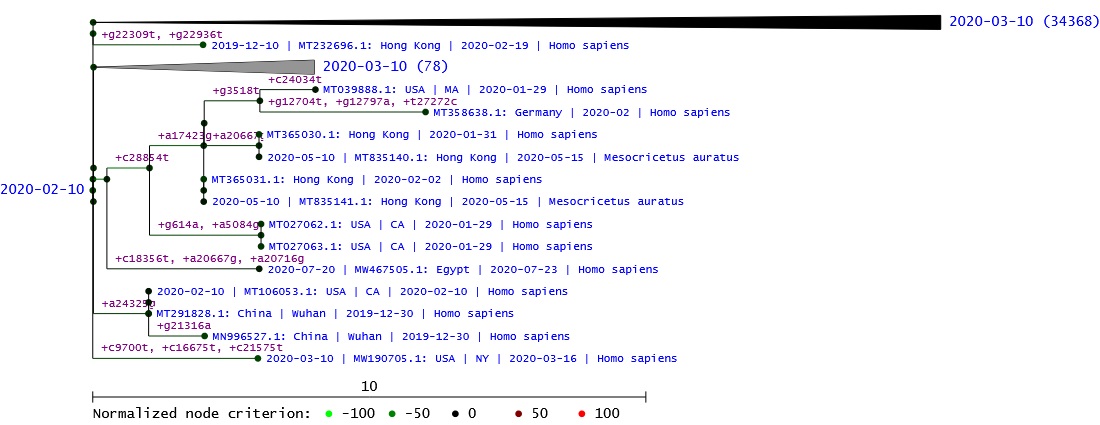 2020-03-10 (34368)
+g22309t, +g22936t
2019-12-10 | MT232696.1: Hong Kong | 2020-02-19 | Homo sapiens
2020-03-10 (78)
+c24034t
+g3518t
MT039888.1: USA | MA | 2020-01-29 | Homo sapiens
+g12704t, +g12797a, +t27272c
MT358638.1: Germany | 2020-02 | Homo sapiens
+a17423g
+a20667g
MT365030.1: Hong Kong | 2020-01-31 | Homo sapiens
+c28854t
2020-05-10 | MT835140.1: Hong Kong | 2020-05-15 | Mesocricetus auratus
MT365031.1: Hong Kong | 2020-02-02 | Homo sapiens
2020-02-10
2020-05-10 | MT835141.1: Hong Kong | 2020-05-15 | Mesocricetus auratus
+g614a, +a5084g
MT027062.1: USA | CA | 2020-01-29 | Homo sapiens
MT027063.1: USA | CA | 2020-01-29 | Homo sapiens
+c18356t, +a20667g, +a20716g
2020-07-20 | MW467505.1: Egypt | 2020-07-23 | Homo sapiens
2020-02-10 | MT106053.1: USA | CA | 2020-02-10 | Homo sapiens
+a24325g
MT291828.1: China | Wuhan | 2019-12-30 | Homo sapiens
+g21316a
MN996527.1: China | Wuhan | 2019-12-30 | Homo sapiens
+c9700t, +c16675t, +c21575t
2020-03-10 | MW190705.1: USA | NY | 2020-03-16 | Homo sapiens
10
Normalized node criterion: -100 -50 0 50 100